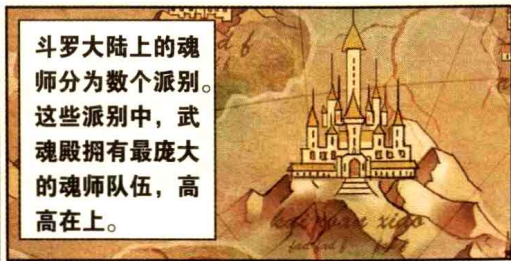 斗罗大陆上的魂
师分为数个派别。
这些派别中，武
魂殿拥有最庞大
的魂师队伍，高
高在上。